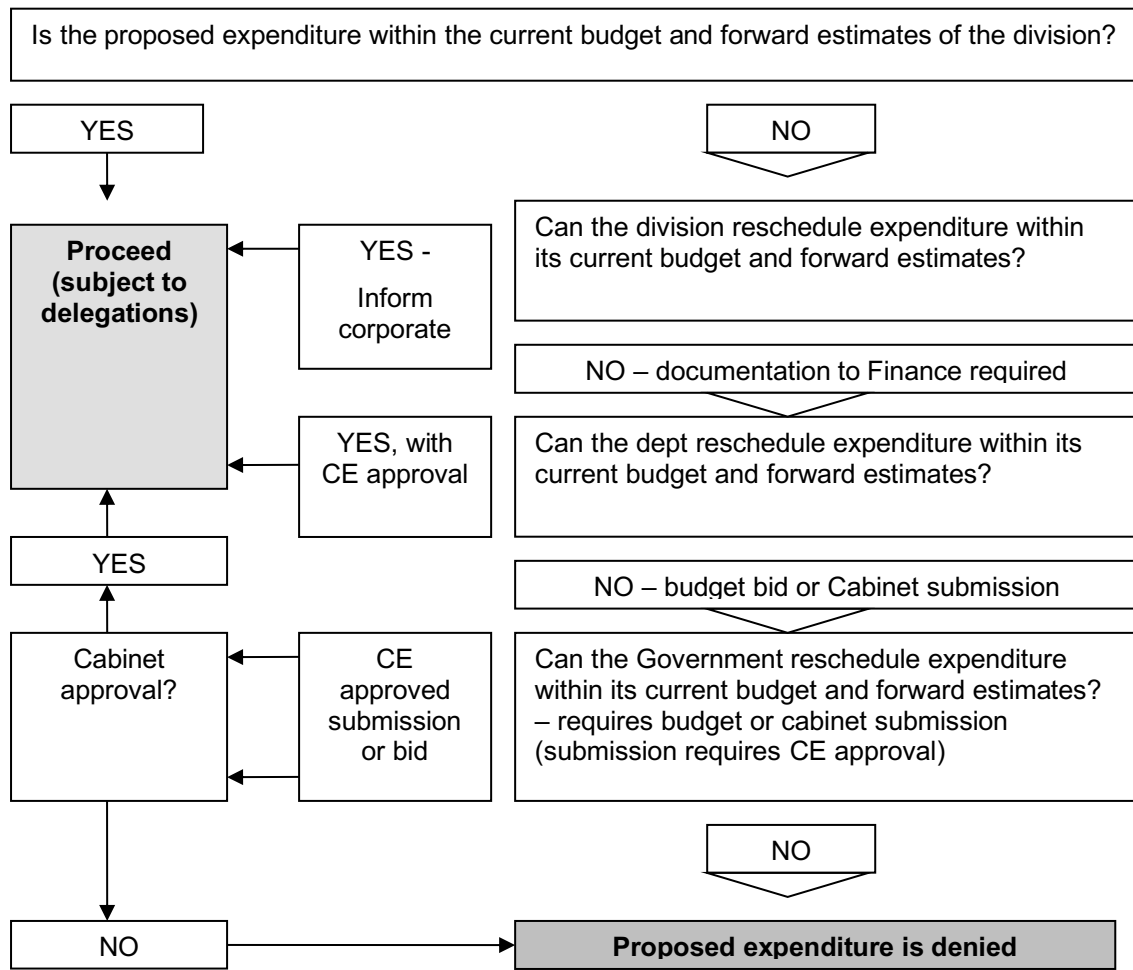 Is the proposed expenditure within the current budget and forward estimates of the division?
YES
NO
Proceed
(subject to
delegations)
YES -
Inform
corporate
Can the division reschedule expenditure within
its current budget and forward estimates?
NO – documentation to Finance required
YES, with
CE approval
Can the dept reschedule expenditure within its
current budget and forward estimates?
YES
NO – budget bid or Cabinet submission
Cabinet
approval?
CE
approved
submission
or bid
Can the Government reschedule expenditure
within its current budget and forward estimates?
– requires budget or cabinet submission
(submission requires CE approval)
NO
NO
Proposed expenditure is denied